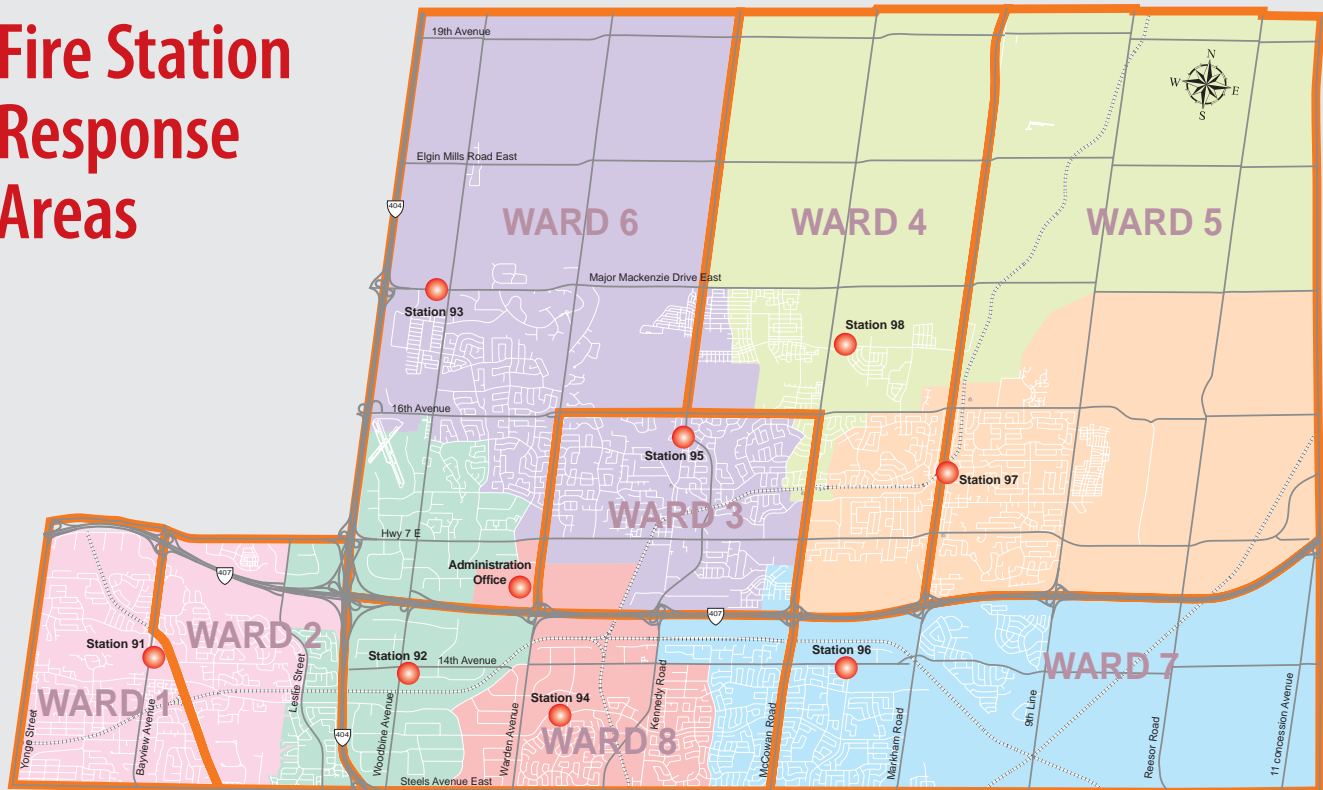 Fire Station
Response
Areas
19th Avenue
N
W
E
S
Elgin Mills Road East
404
WARD 6
WARD 4
WARD 5
Major Mackenzie Drive East
Station 93
Station 98
16th Avenue
Station 95
Station 97
WARD 3
Hwy 7 E
Administration
Office
407
407
WARD 2
Station 91
Station 92
14th Avenue
Station 96
WARD 7
WARD 1
Station 94
WARD 8
404
Yonge Street
Bayview Avenue
Leslie Street
Woodbine Avenue
Warden Avenue
Kennedy Road
McCowan Road
Markham Road
9th Line
Reesor Road
11 concession Avenue
Steels Avenue East